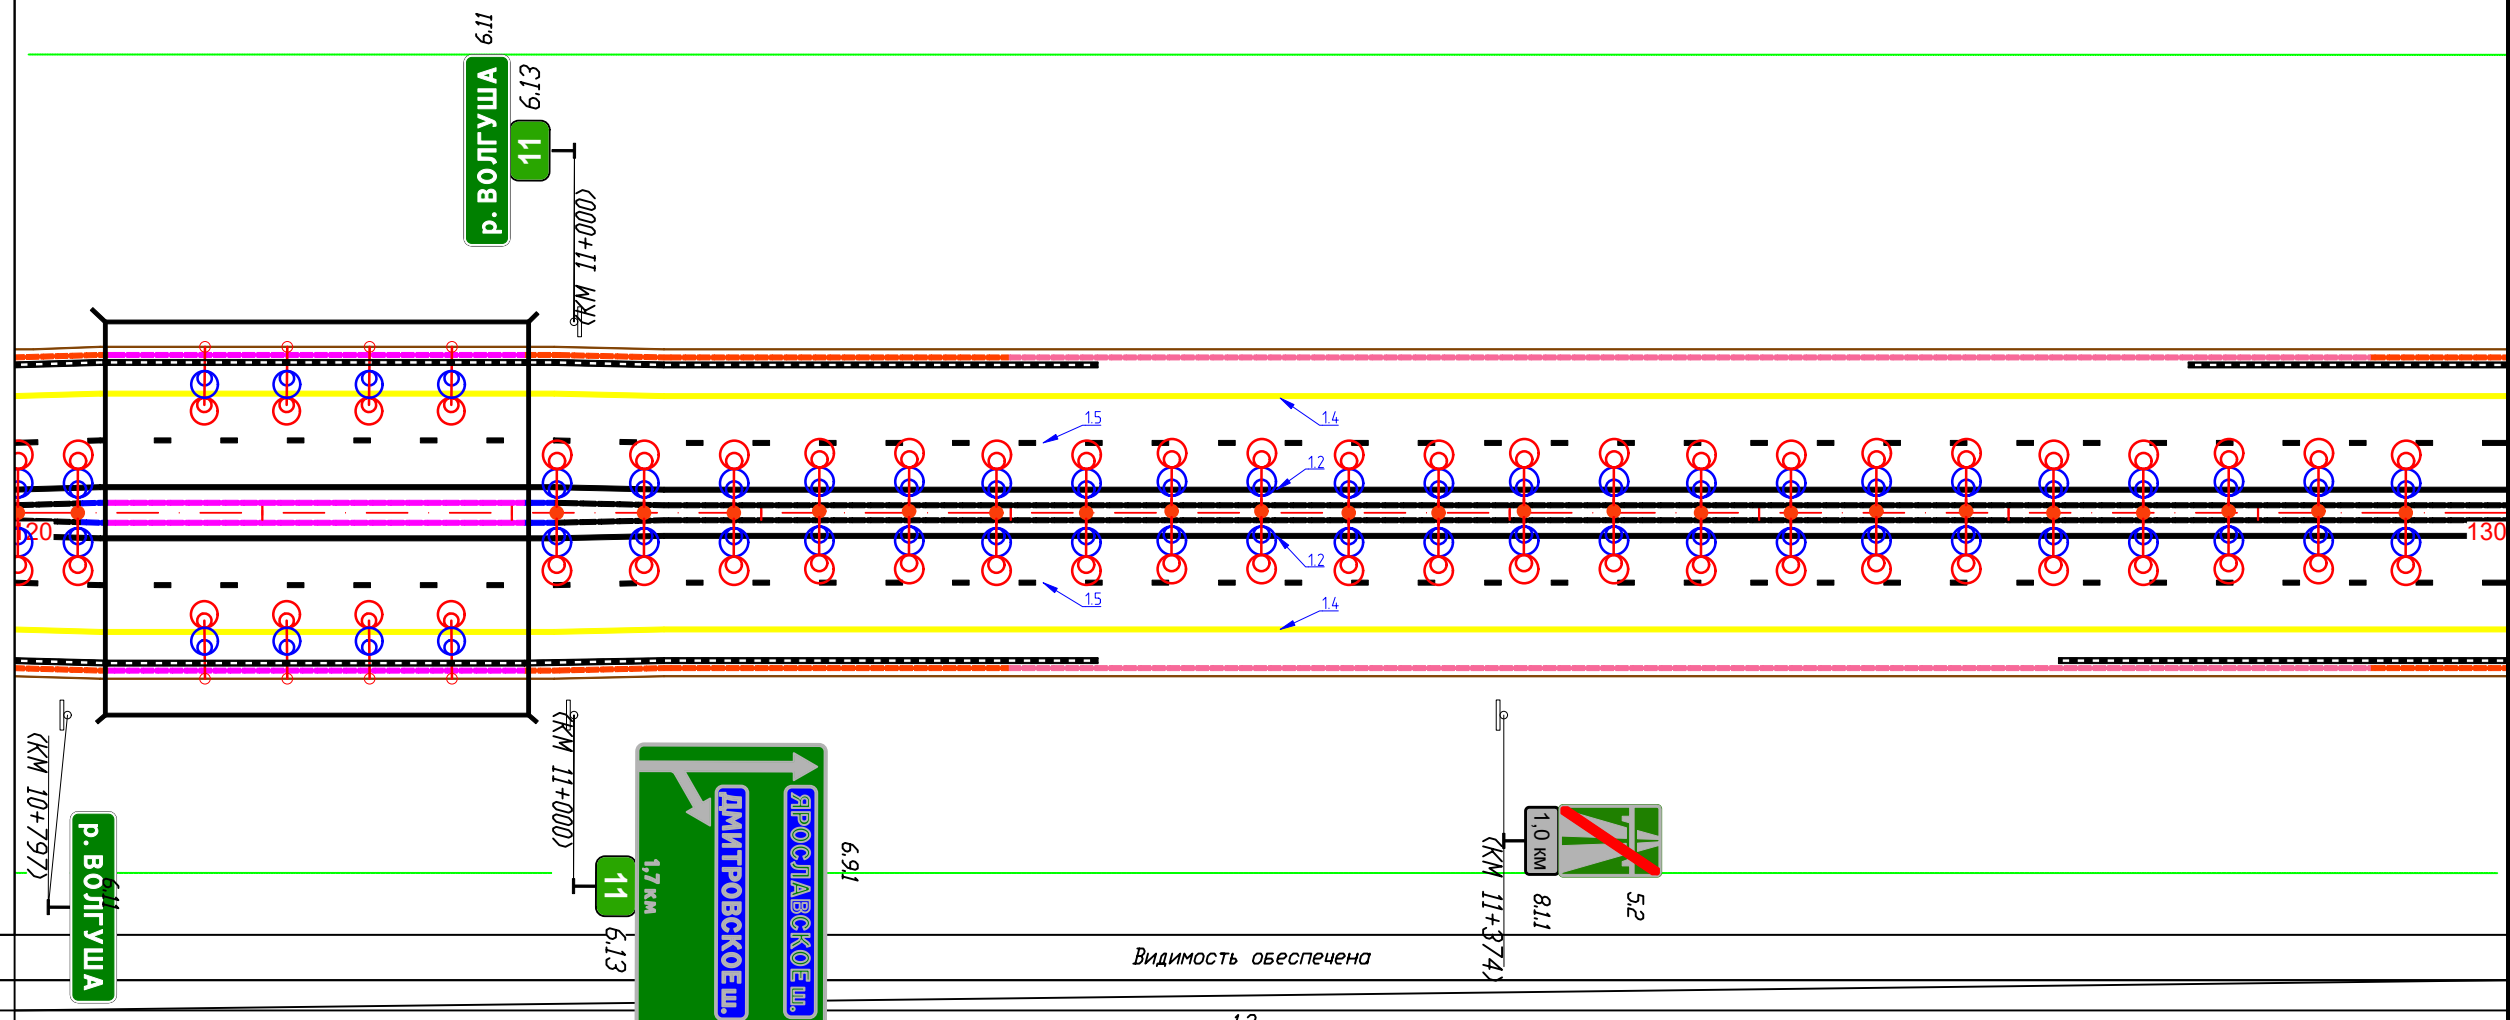 6.11
р. ВОЛГУША
6.13
11
(КМ 11+000)
1.5
1.4
1.2
120
130
1.2
1.5
1.4
(КМ 10+797)
р. ВОЛГУША
6.11
(КМ 11+000)
11
6.13
ЯРОСЛАВСКОЕ Ш.
ДМИТРОВСКОЕ Ш.
1,7 КМ
6.9.1
(КМ 11+374)
1,0 КМ
8.1.1
5.2
Видимость обеспечена